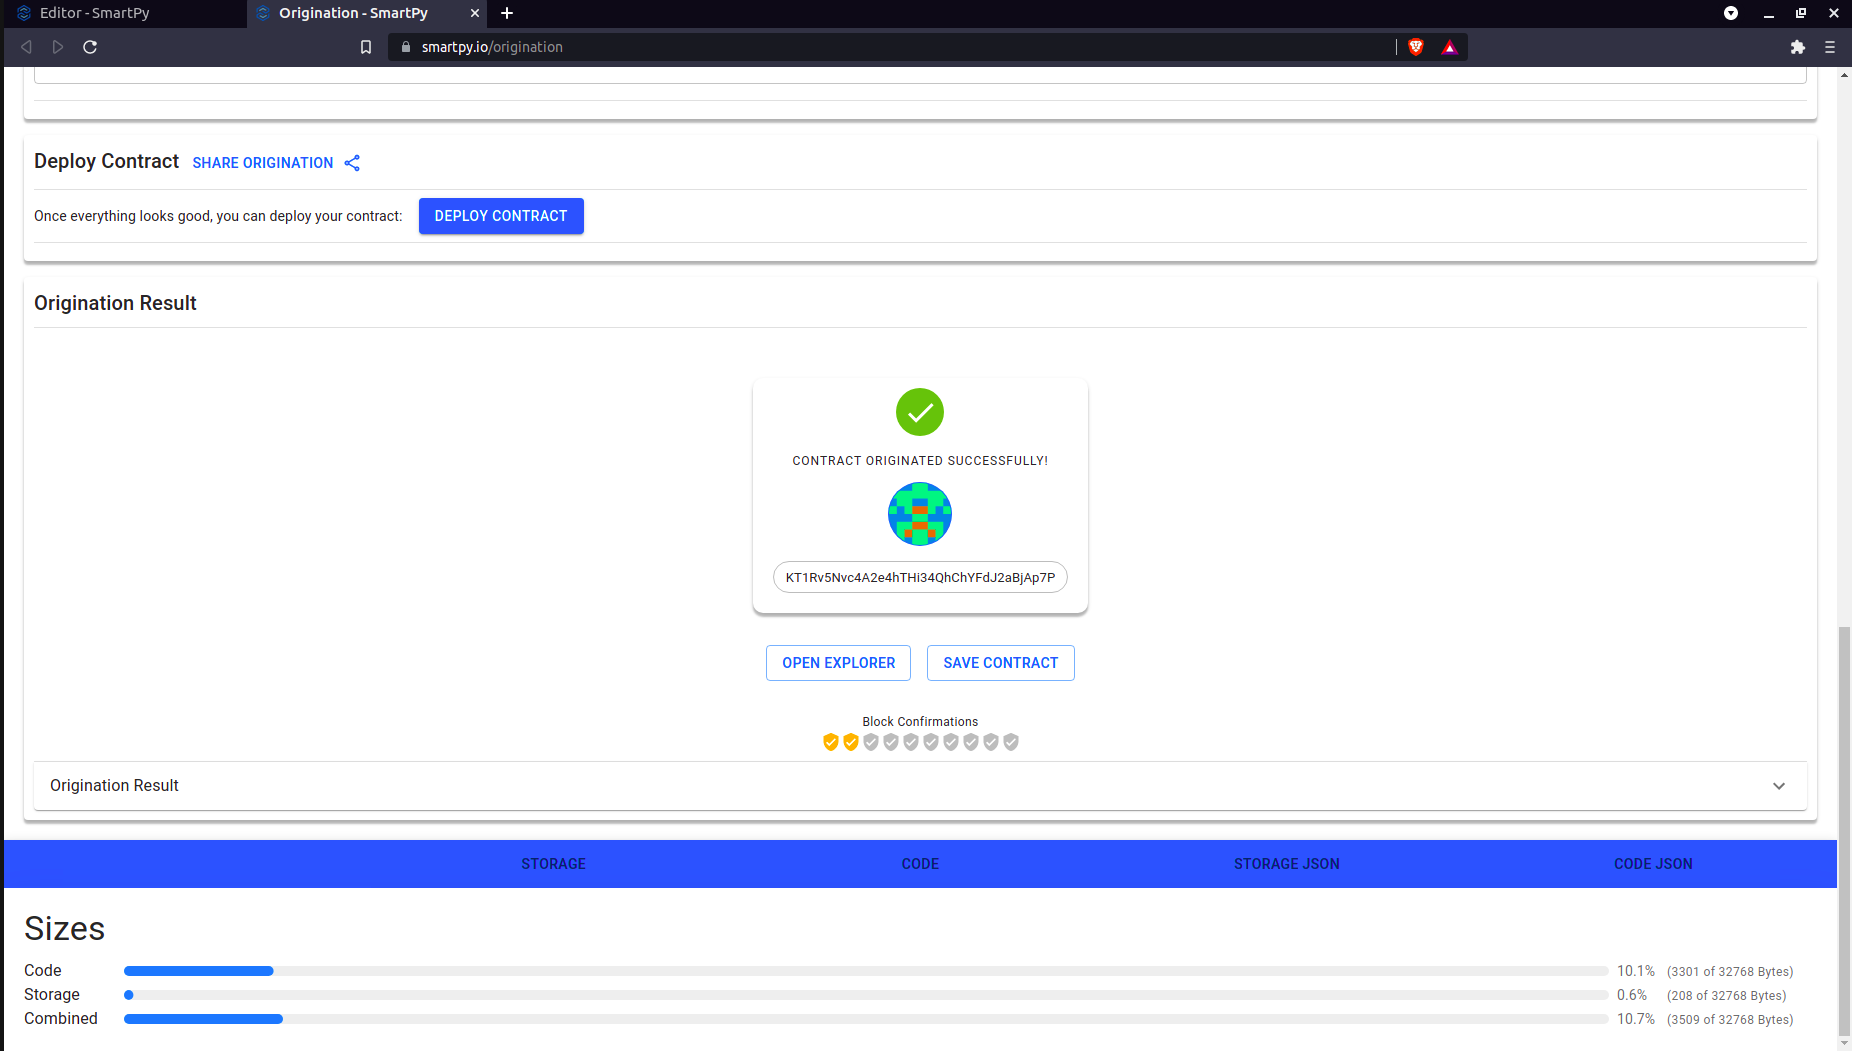 Editor - SmartPy
Origination - SmartPy
smartpy.io/origination
Deploy Contract SHARE ORIGINATION
Once everything looks good, you can deploy your contract: DEPLOY CONTRACT
Origination Result
CONTRACT ORIGINATED SUCCESSFULLY!
KT1Rv5Nvc4A2e4hTHi34QhChYFdJ2aBjAp7P
OPEN EXPLORER SAVE CONTRACT
Block Confirmations
Origination Result
STORAGE CODE STORAGE JSON CODE JSON
Sizes
Code 10.1% (3301 of 32768 Bytes)
Storage 0.6% (208 of 32768 Bytes)
Combined 10.7% (3509 of 32768 Bytes)